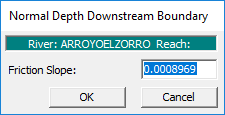 Normal Depth Downstream Boundary
River: ARROYOELZORRO Reach:
Friction Slope: 0.0008969
OK Cancel